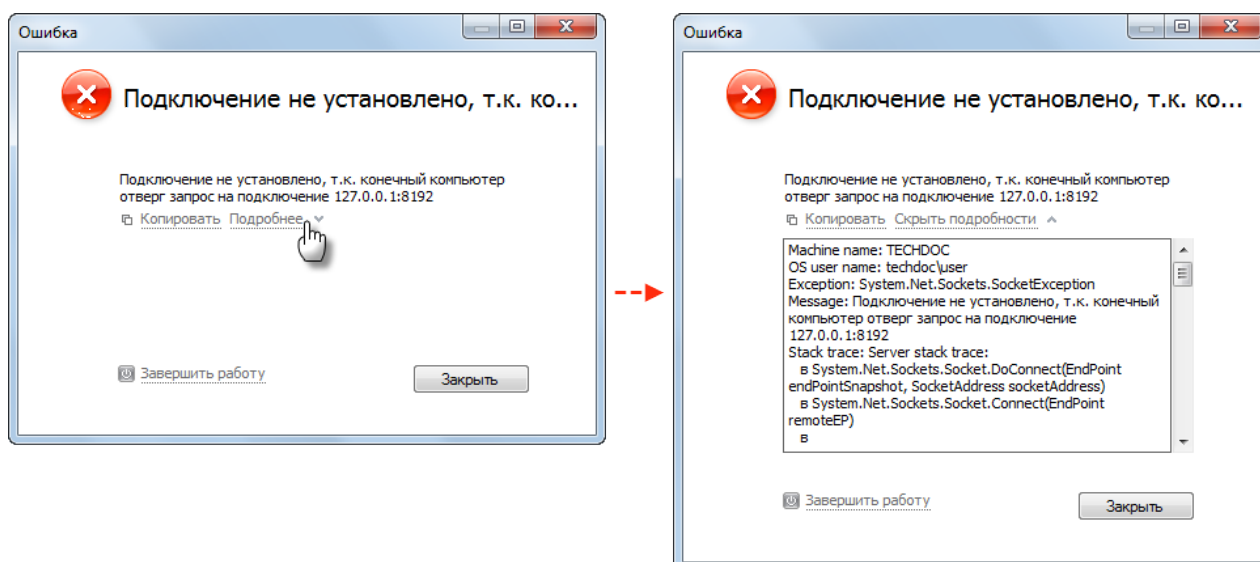 Ошибка
Подключение не установлено, т.к. ко...
Подключение не установлено, т.к. конечный компьютер
отверг запрос на подключение 127.0.0.1:8192
Копировать Подробнее
Завершить работу
Закрыть
Ошибка
Подключение не установлено, т.к. ко...
Подключение не установлено, т.к. конечный компьютер
отверг запрос на подключение 127.0.0.1:8192
Копировать Скрыть подробности
Machine name: TECHDOC
OS user name: techdoc\user
Exception: System.Net.Sockets.SocketException
Message: Подключение не установлено, т.к. конечный
компьютер отверг запрос на подключение
127.0.0.1:8192
Stack trace: Server stack trace:
в System.Net.Sockets.Socket.DoConnect(EndPoint
endPointSnapshot, SocketAddress socketAddress)
в System.Net.Sockets.Socket.Connect(EndPoint
remoteEP)
в
Завершить работу
Закрыть